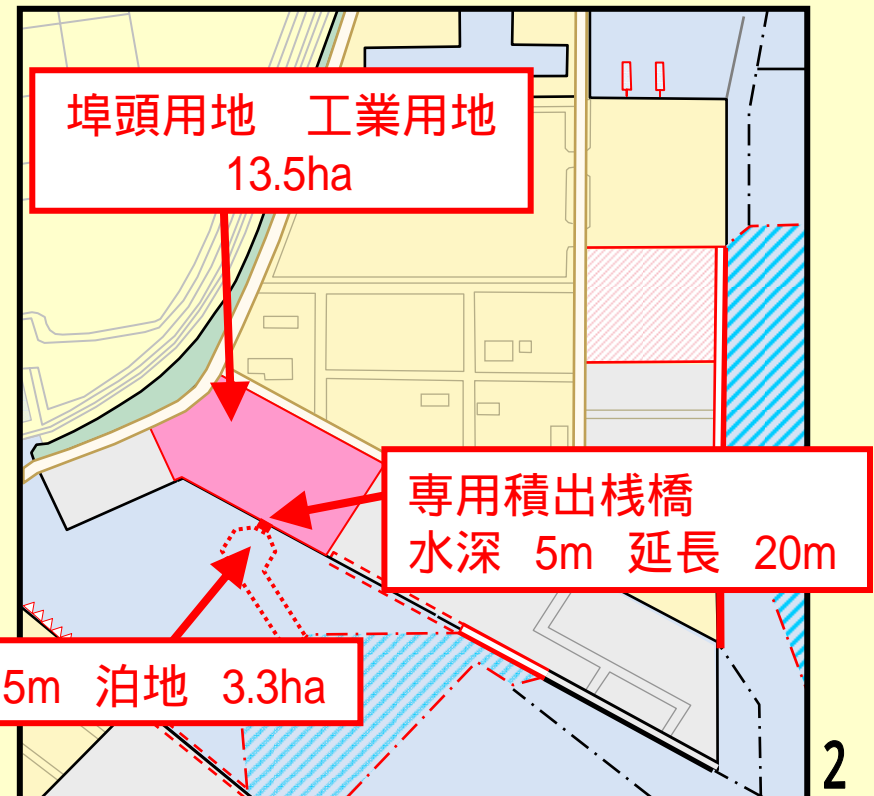 埠頭用地 工業用地
13.5ha
専用積出桟橋
水深 5m 延長 20m
5m 泊地 3.3ha
2